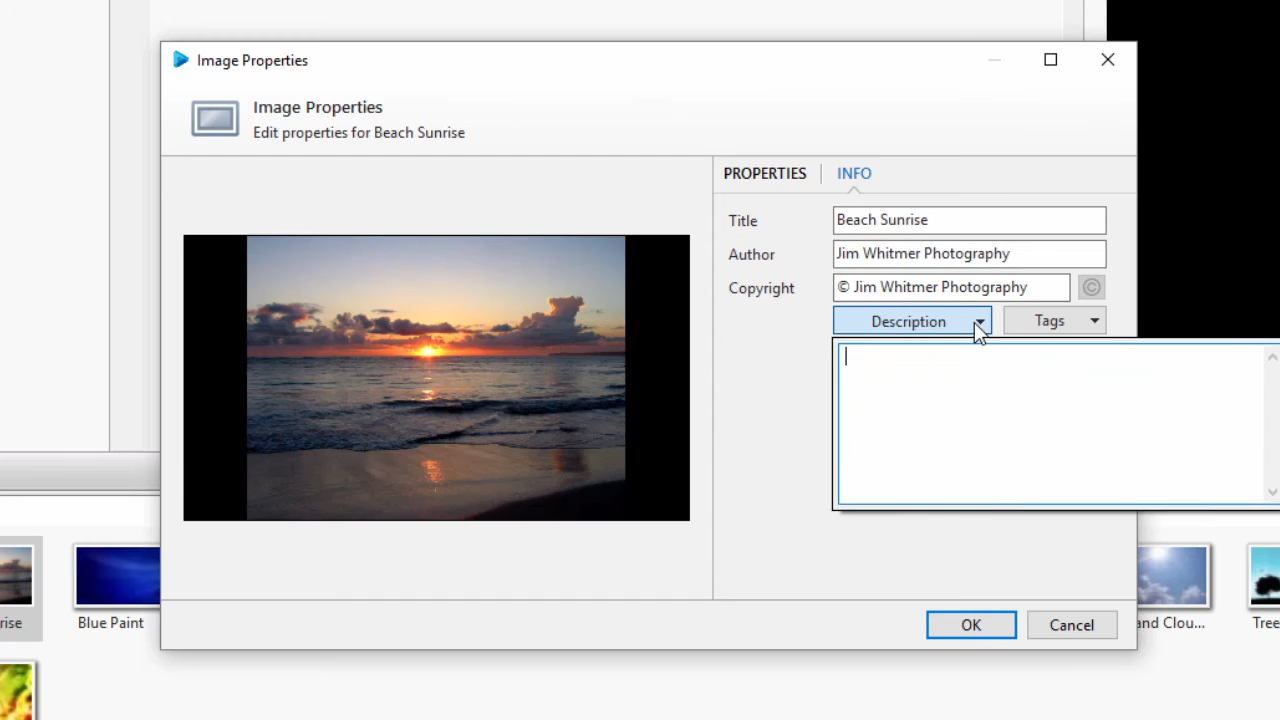 Image Properties
Image Properties
Edit properties for Beach Sunrise
PROPERTIES INFO
Title Beach Sunrise
Author Jim Whitmer Photography
Copyright © Jim Whitmer Photography ©
Description Tags
OK Cancel
rise Blue Paint and Clou... Tree